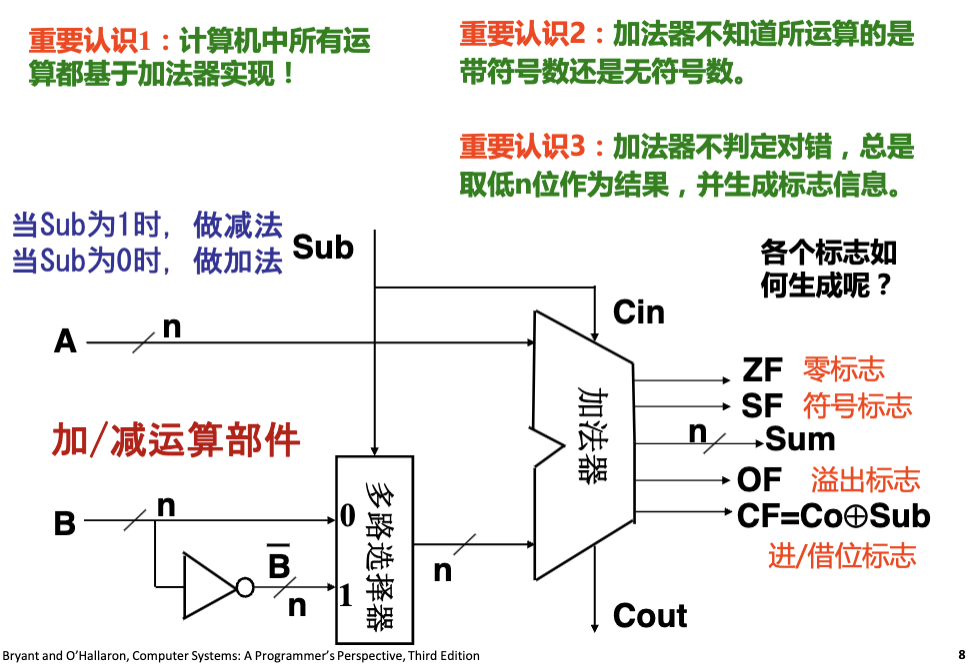 重要认识1：计算机中所有运
算都基于加法器实现！
重要认识2：加法器不知道所运算的是
带符号数还是无符号数。
重要认识3：加法器不判定对错，总是
取低n位作为结果，并生成标志信息。
当Sub为1时，做减法
当Sub为0时，做加法
Sub
各个标志如
何生成呢？
Cin
A
n
加法器
ZF 零标志
SF 符号标志
n
Sum
OF 溢出标志
CF=Co⊕Sub
进/借位标志
加/减运算部件
B
n
B̅
n
0
1
多路选择器
n
Cout
Bryant and O’Hallaron, Computer Systems: A Programmer’s Perspective, Third Edition
8